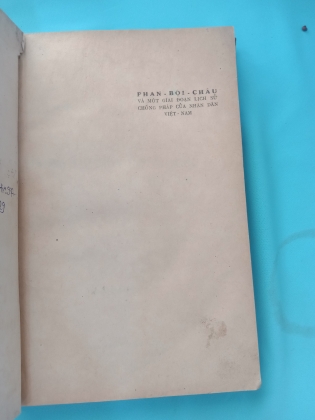 PHAN-BỘI-CHÂU
VÀ MỘT GIAI ĐOẠN LỊCH SỬ
CHỐNG PHÁP CỦA NHÂN DÂN
VIỆT-NAM